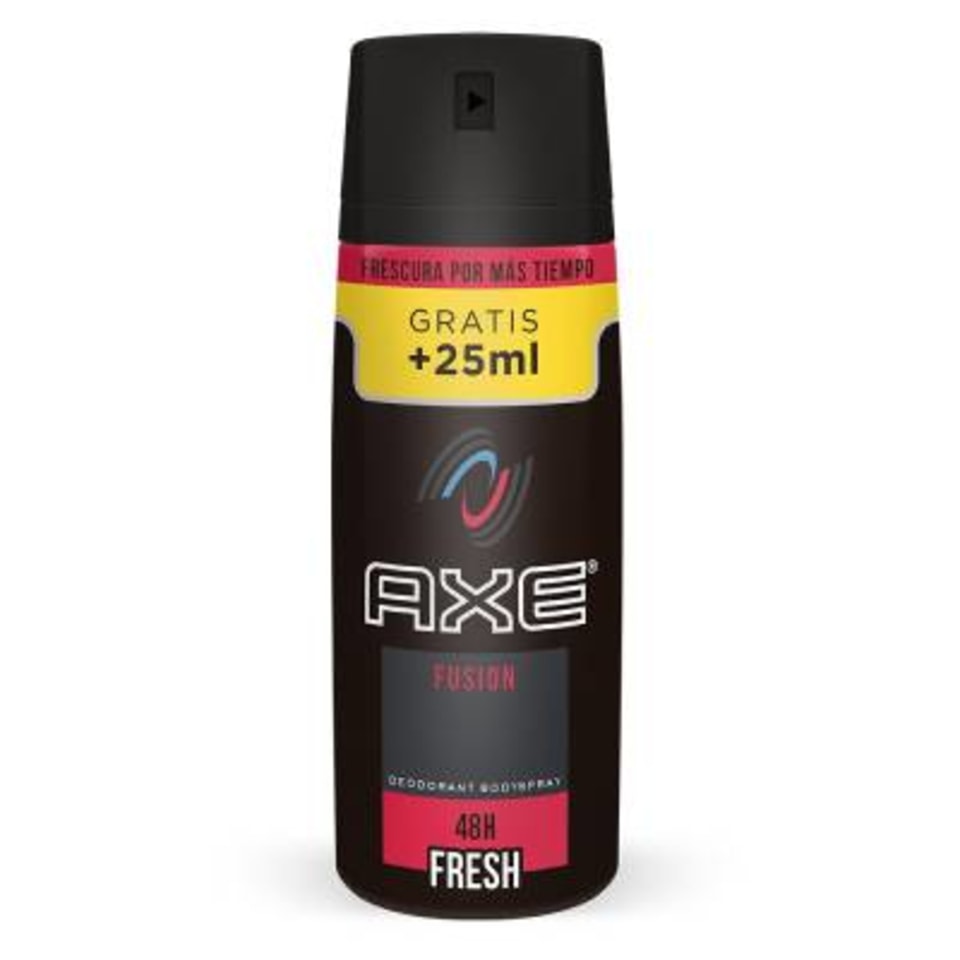 FRESCURA POR MÁS TIEMPO
GRATIS
+25ml
AXE®
FUSION
DEODORANT BODYSPRAY
48H
FRESH